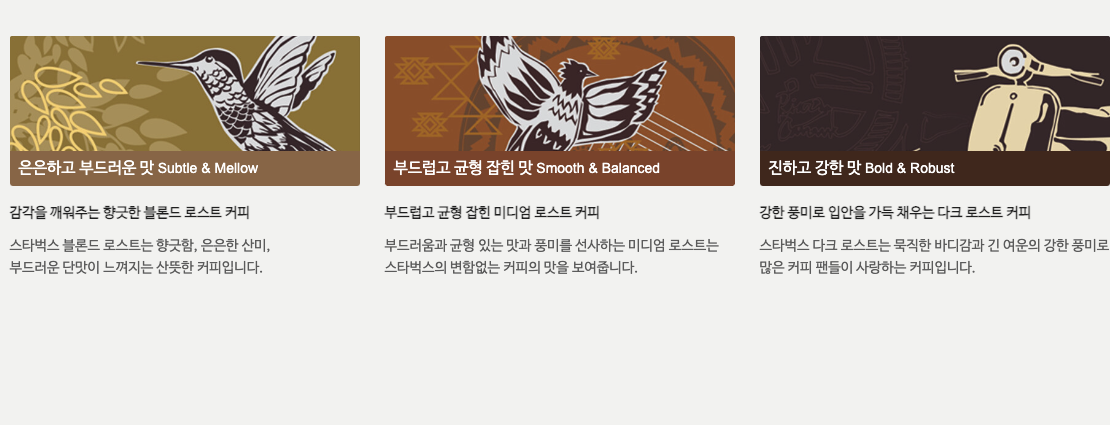 은은하고 부드러운 맛 Subtle & Mellow
감각을 깨워주는 향긋한 블론드 로스트 커피
스타벅스 블론드 로스트는 향긋함, 은은한 산미,
부드러운 단맛이 느껴지는 산뜻한 커피입니다.
부드럽고 균형 잡힌 맛 Smooth & Balanced
부드럽고 균형 잡힌 미디엄 로스트 커피
부드러움과 균형 있는 맛과 풍미를 선사하는 미디엄 로스트는
스타벅스의 변함없는 커피의 맛을 보여줍니다.
진하고 강한 맛 Bold & Robust
강한 풍미로 입안을 가득 채우는 다크 로스트 커피
스타벅스 다크 로스트는 묵직한 바디감과 긴 여운의 강한 풍미로
많은 커피 팬들이 사랑하는 커피입니다.